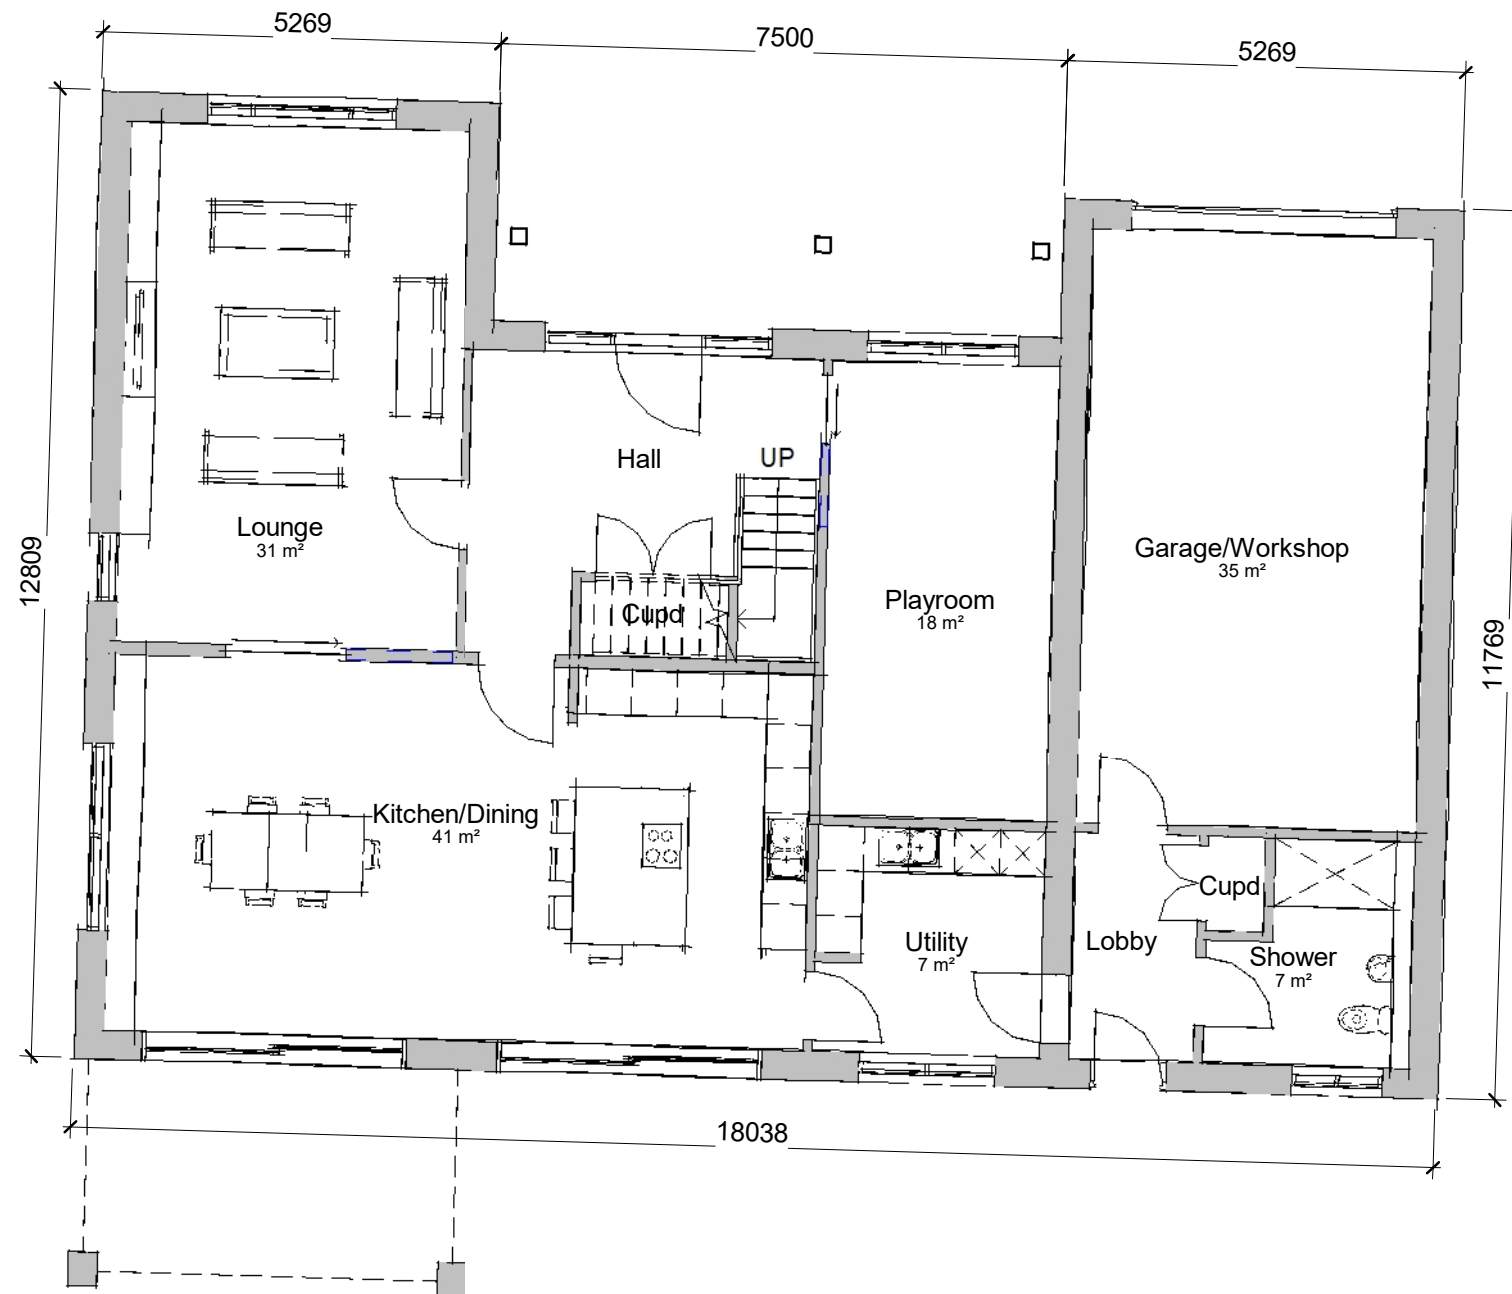 5269
7500
5269
12809
Hall
UP
Lounge
31 m²
Garage/Workshop
35 m²
Cupd
Playroom
18 m²
11769
Kitchen/Dining
41 m²
Cupd
Utility
7 m²
Lobby
Shower
7 m²
18038